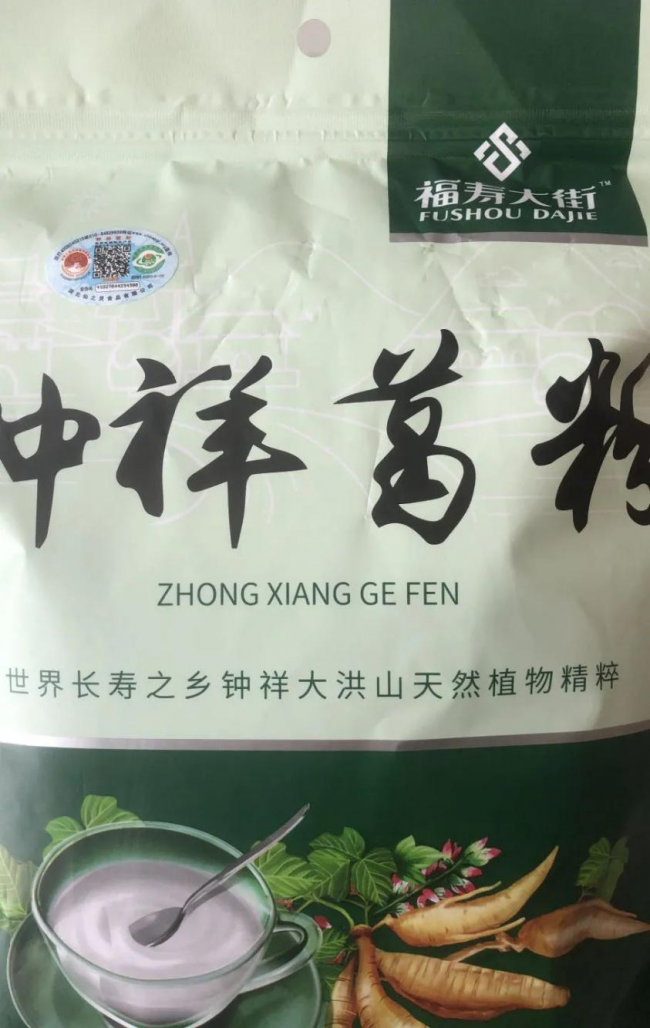 福寿大街™
FUSHOU DAJIE
钟祥葛粉
ZHONG XIANG GE FEN
世界长寿之乡钟祥大洪山天然植物精粹